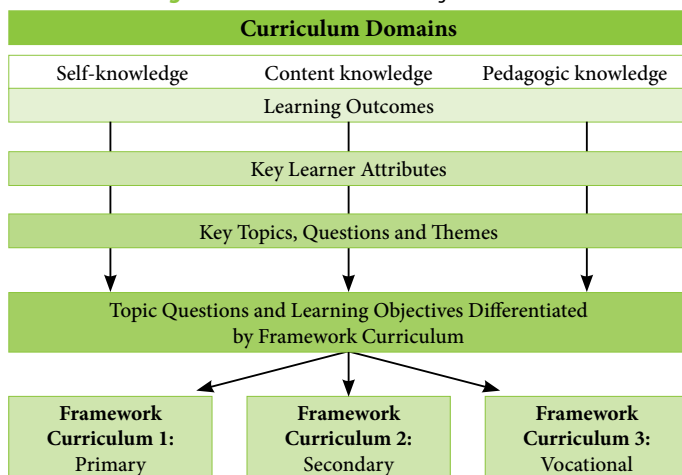 Curriculum Domains
Self-knowledge Content knowledge Pedagogic knowledge
Learning Outcomes
Key Learner Attributes
Key Topics, Questions and Themes
Topic Questions and Learning Objectives Differentiated
by Framework Curriculum
Framework
Curriculum 1:
Primary
Framework
Curriculum 2:
Secondary
Framework
Curriculum 3:
Vocational